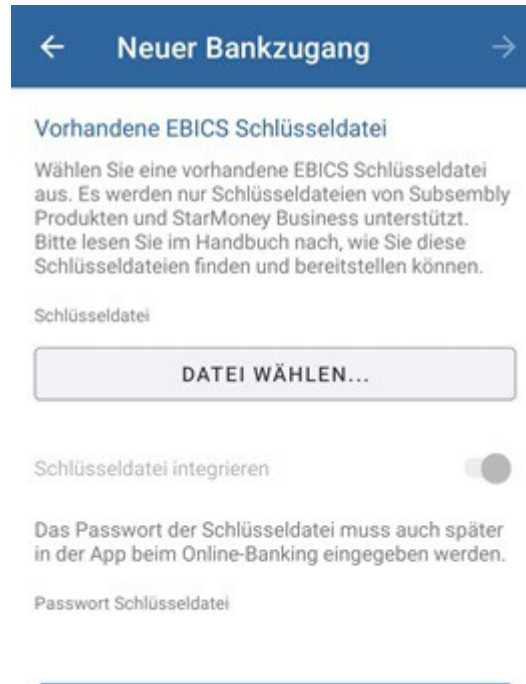 Neuer Bankzugang
Vorhandene EBICS Schlüsseldatei
Wählen Sie eine vorhandene EBICS Schlüsseldatei
aus. Es werden nur Schlüsseldateien von Subsembly
Produkten und StarMoney Business unterstützt.
Bitte lesen Sie im Handbuch nach, wie Sie diese
Schlüsseldateien finden und bereitstellen können.
Schlüsseldatei
DATEI WÄHLEN...
Schlüsseldatei integrieren
Das Passwort der Schlüsseldatei muss auch später
in der App beim Online-Banking eingegeben werden.
Passwort Schlüsseldatei